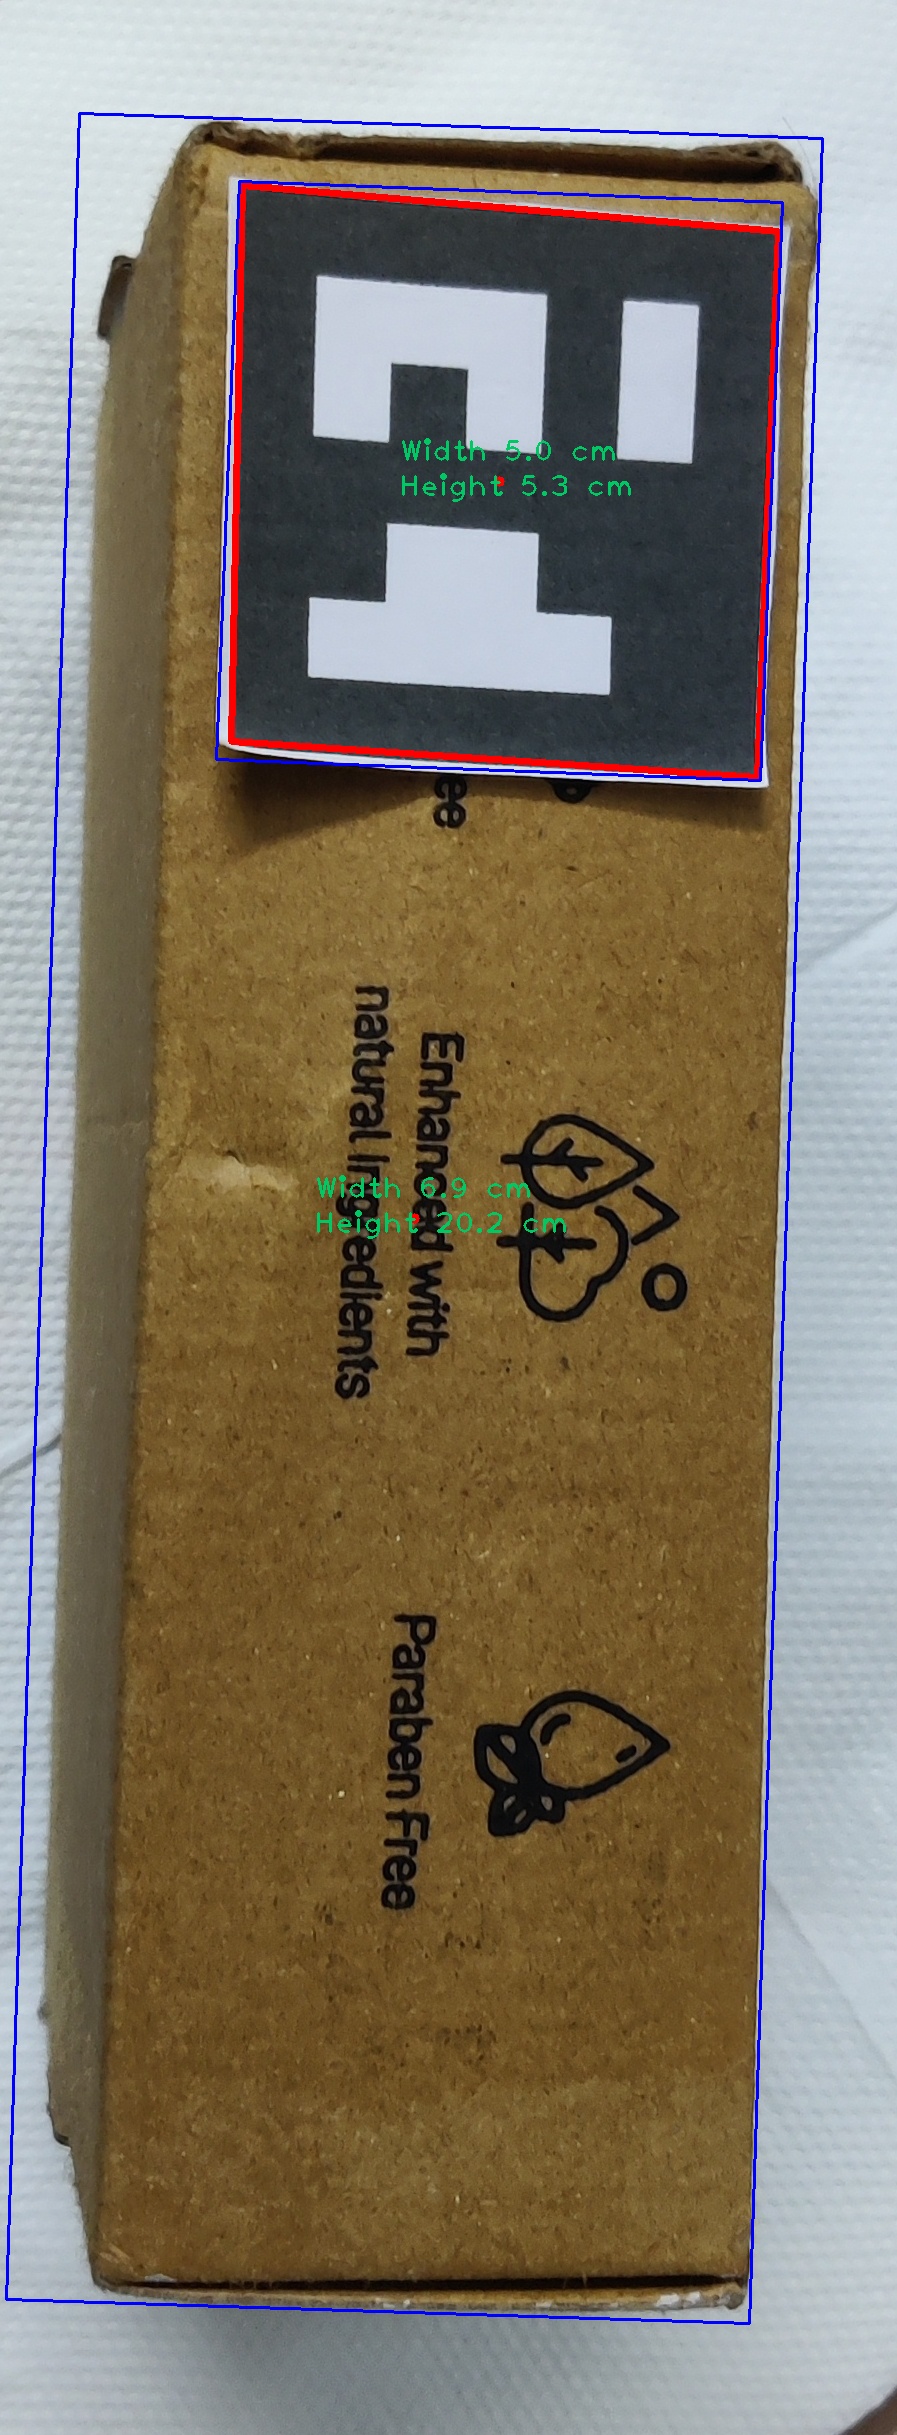 Width 5.0 cm
Height 5.3 cm
ee
Enhanced with
natural Ingredients
Width 6.9 cm
Height 20.2 cm
Paraben Free